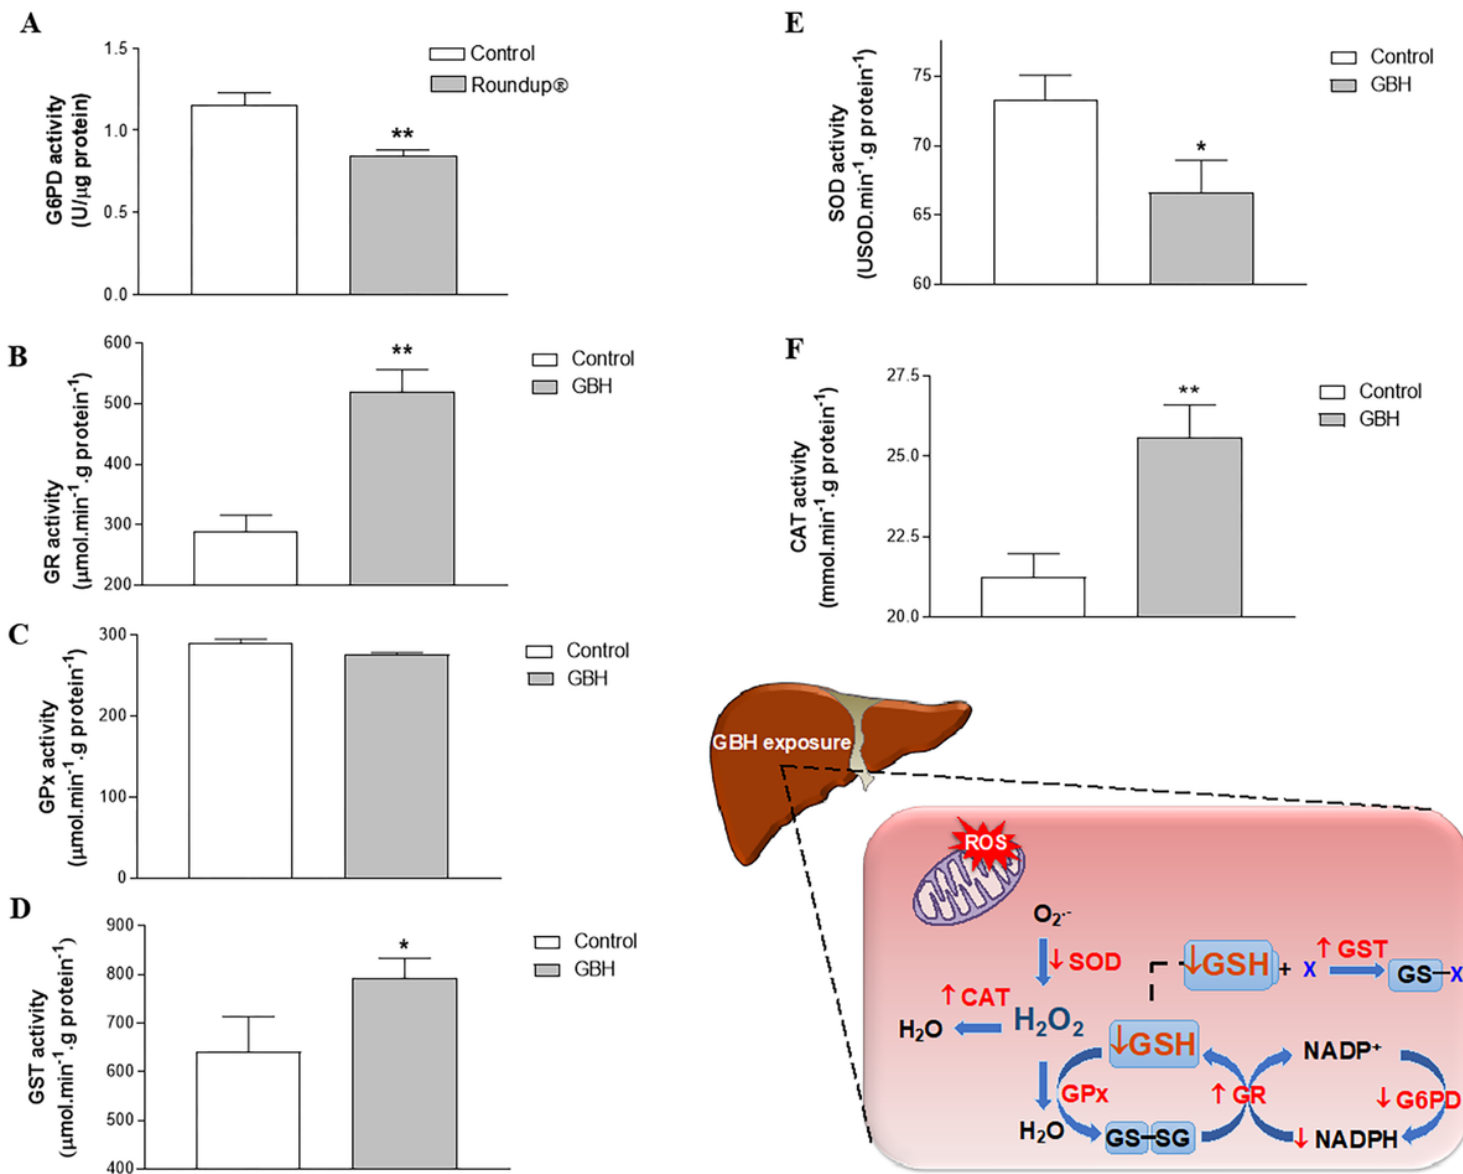 A
1.5
1.0
0.5
0.0
G6PD activity
(U/µg protein)
**
Control
Roundup®
B
600
500
400
300
200
GR activity
(µmol.min⁻¹.g protein⁻¹)
**
Control
GBH
C
300
200
100
0
GPx activity
(µmol.min⁻¹.g protein⁻¹)
Control
GBH
D
900
800
700
600
500
400
GST activity
(µmol.min⁻¹.g protein⁻¹)
*
Control
GBH
E
75
70
65
60
SOD activity
(USOD.min⁻¹.g protein⁻¹)
*
Control
GBH
F
27.5
25.0
22.5
20.0
CAT activity
(mmol.min⁻¹.g protein⁻¹)
**
Control
GBH
GBH exposure
ROS
O₂·⁻
↓ SOD
↓GSH + X
↑ GST
GS–X
↑ CAT
H₂O
H₂O₂
↓GSH
NADP⁺
GPx
↑ GR
↓ G6PD
H₂O
GS–SG
↓ NADPH